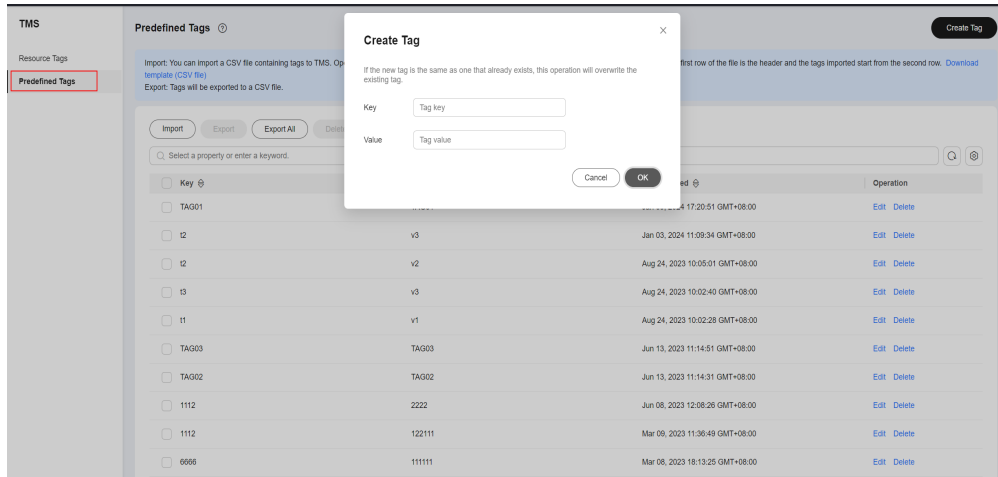 TMS
Resource Tags
Predefined Tags
Predefined Tags
Create Tag
Import: You can import a CSV file containing tags to TMS. first row of the file is the header and the tags imported start from the second row. Download
template (CSV file)
Export: Tags will be exported to a CSV file.
Import Export Export All
Select a property or enter a keyword.
Key Operation
TAG01 17:20:51 GMT+08:00 Edit Delete
t2 v3 Jan 03, 2024 11:09:34 GMT+08:00 Edit Delete
t2 v2 Aug 24, 2023 10:05:01 GMT+08:00 Edit Delete
t3 v3 Aug 24, 2023 10:02:40 GMT+08:00 Edit Delete
t1 v1 Aug 24, 2023 10:02:28 GMT+08:00 Edit Delete
TAG03 TAG03 Jun 13, 2023 11:14:51 GMT+08:00 Edit Delete
TAG02 TAG02 Jun 13, 2023 11:14:31 GMT+08:00 Edit Delete
1112 2222 Jun 08, 2023 12:08:26 GMT+08:00 Edit Delete
1112 122111 Mar 09, 2023 11:36:49 GMT+08:00 Edit Delete
6666 111111 Mar 08, 2023 18:13:25 GMT+08:00 Edit Delete
Create Tag
If the new tag is the same as one that already exists, this operation will overwrite the
existing tag.
Key Tag key
Value Tag value
Cancel OK